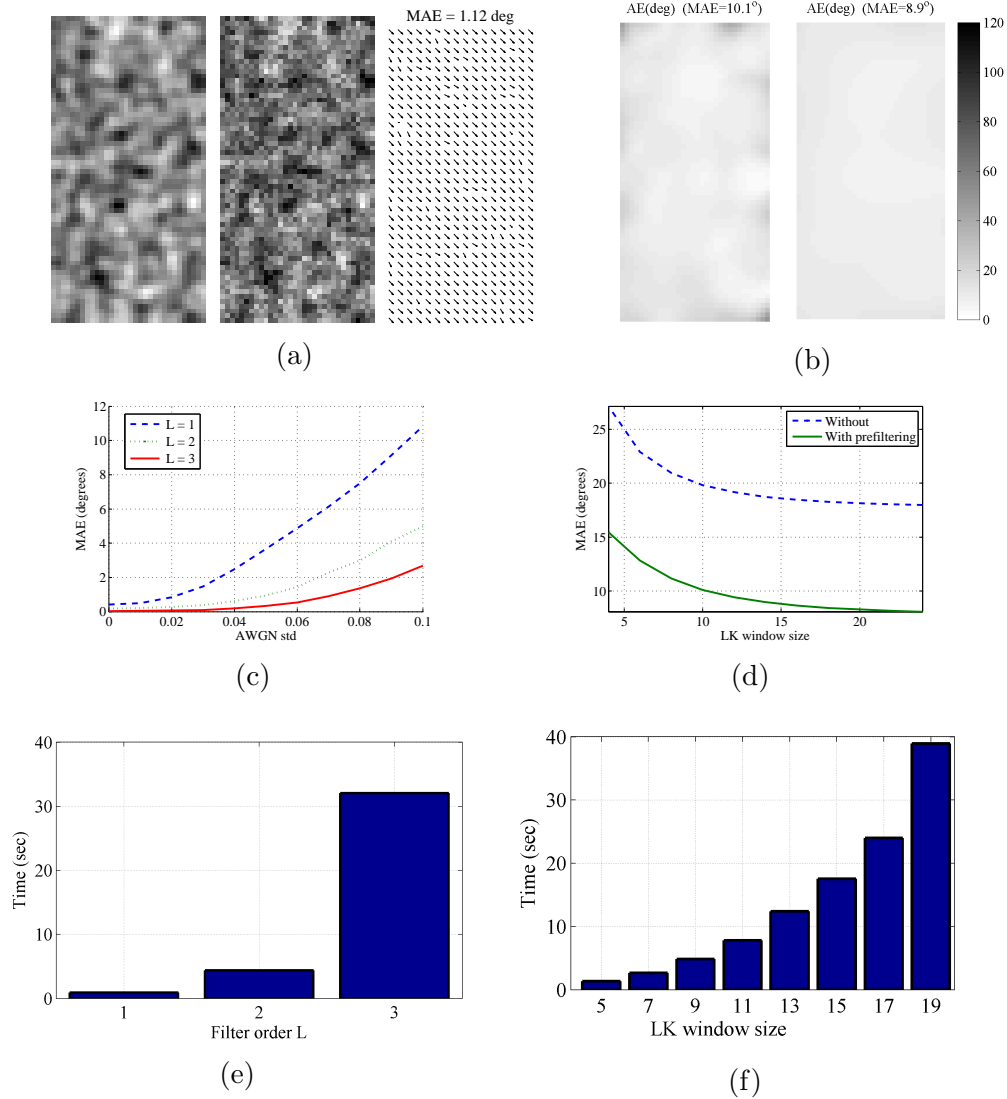 MAE = 1.12 deg
(a)
AE(deg) (MAE=10.1°)
AE(deg) (MAE=8.9°)
120
100
80
60
40
20
0
(b)
12
10
8
6
4
2
0
MAE (degrees)
L = 1
L = 2
L = 3
0 0.02 0.04 0.06 0.08 0.1
AWGN std
(c)
25
20
15
10
MAE (degrees)
Without
With prefiltering
5 10 15 20
LK window size
(d)
40
30
20
10
0
Time (sec)
1 2 3
Filter order L
(e)
40
30
20
10
0
Time (sec)
5 7 9 11 13 15 17 19
LK window size
(f)